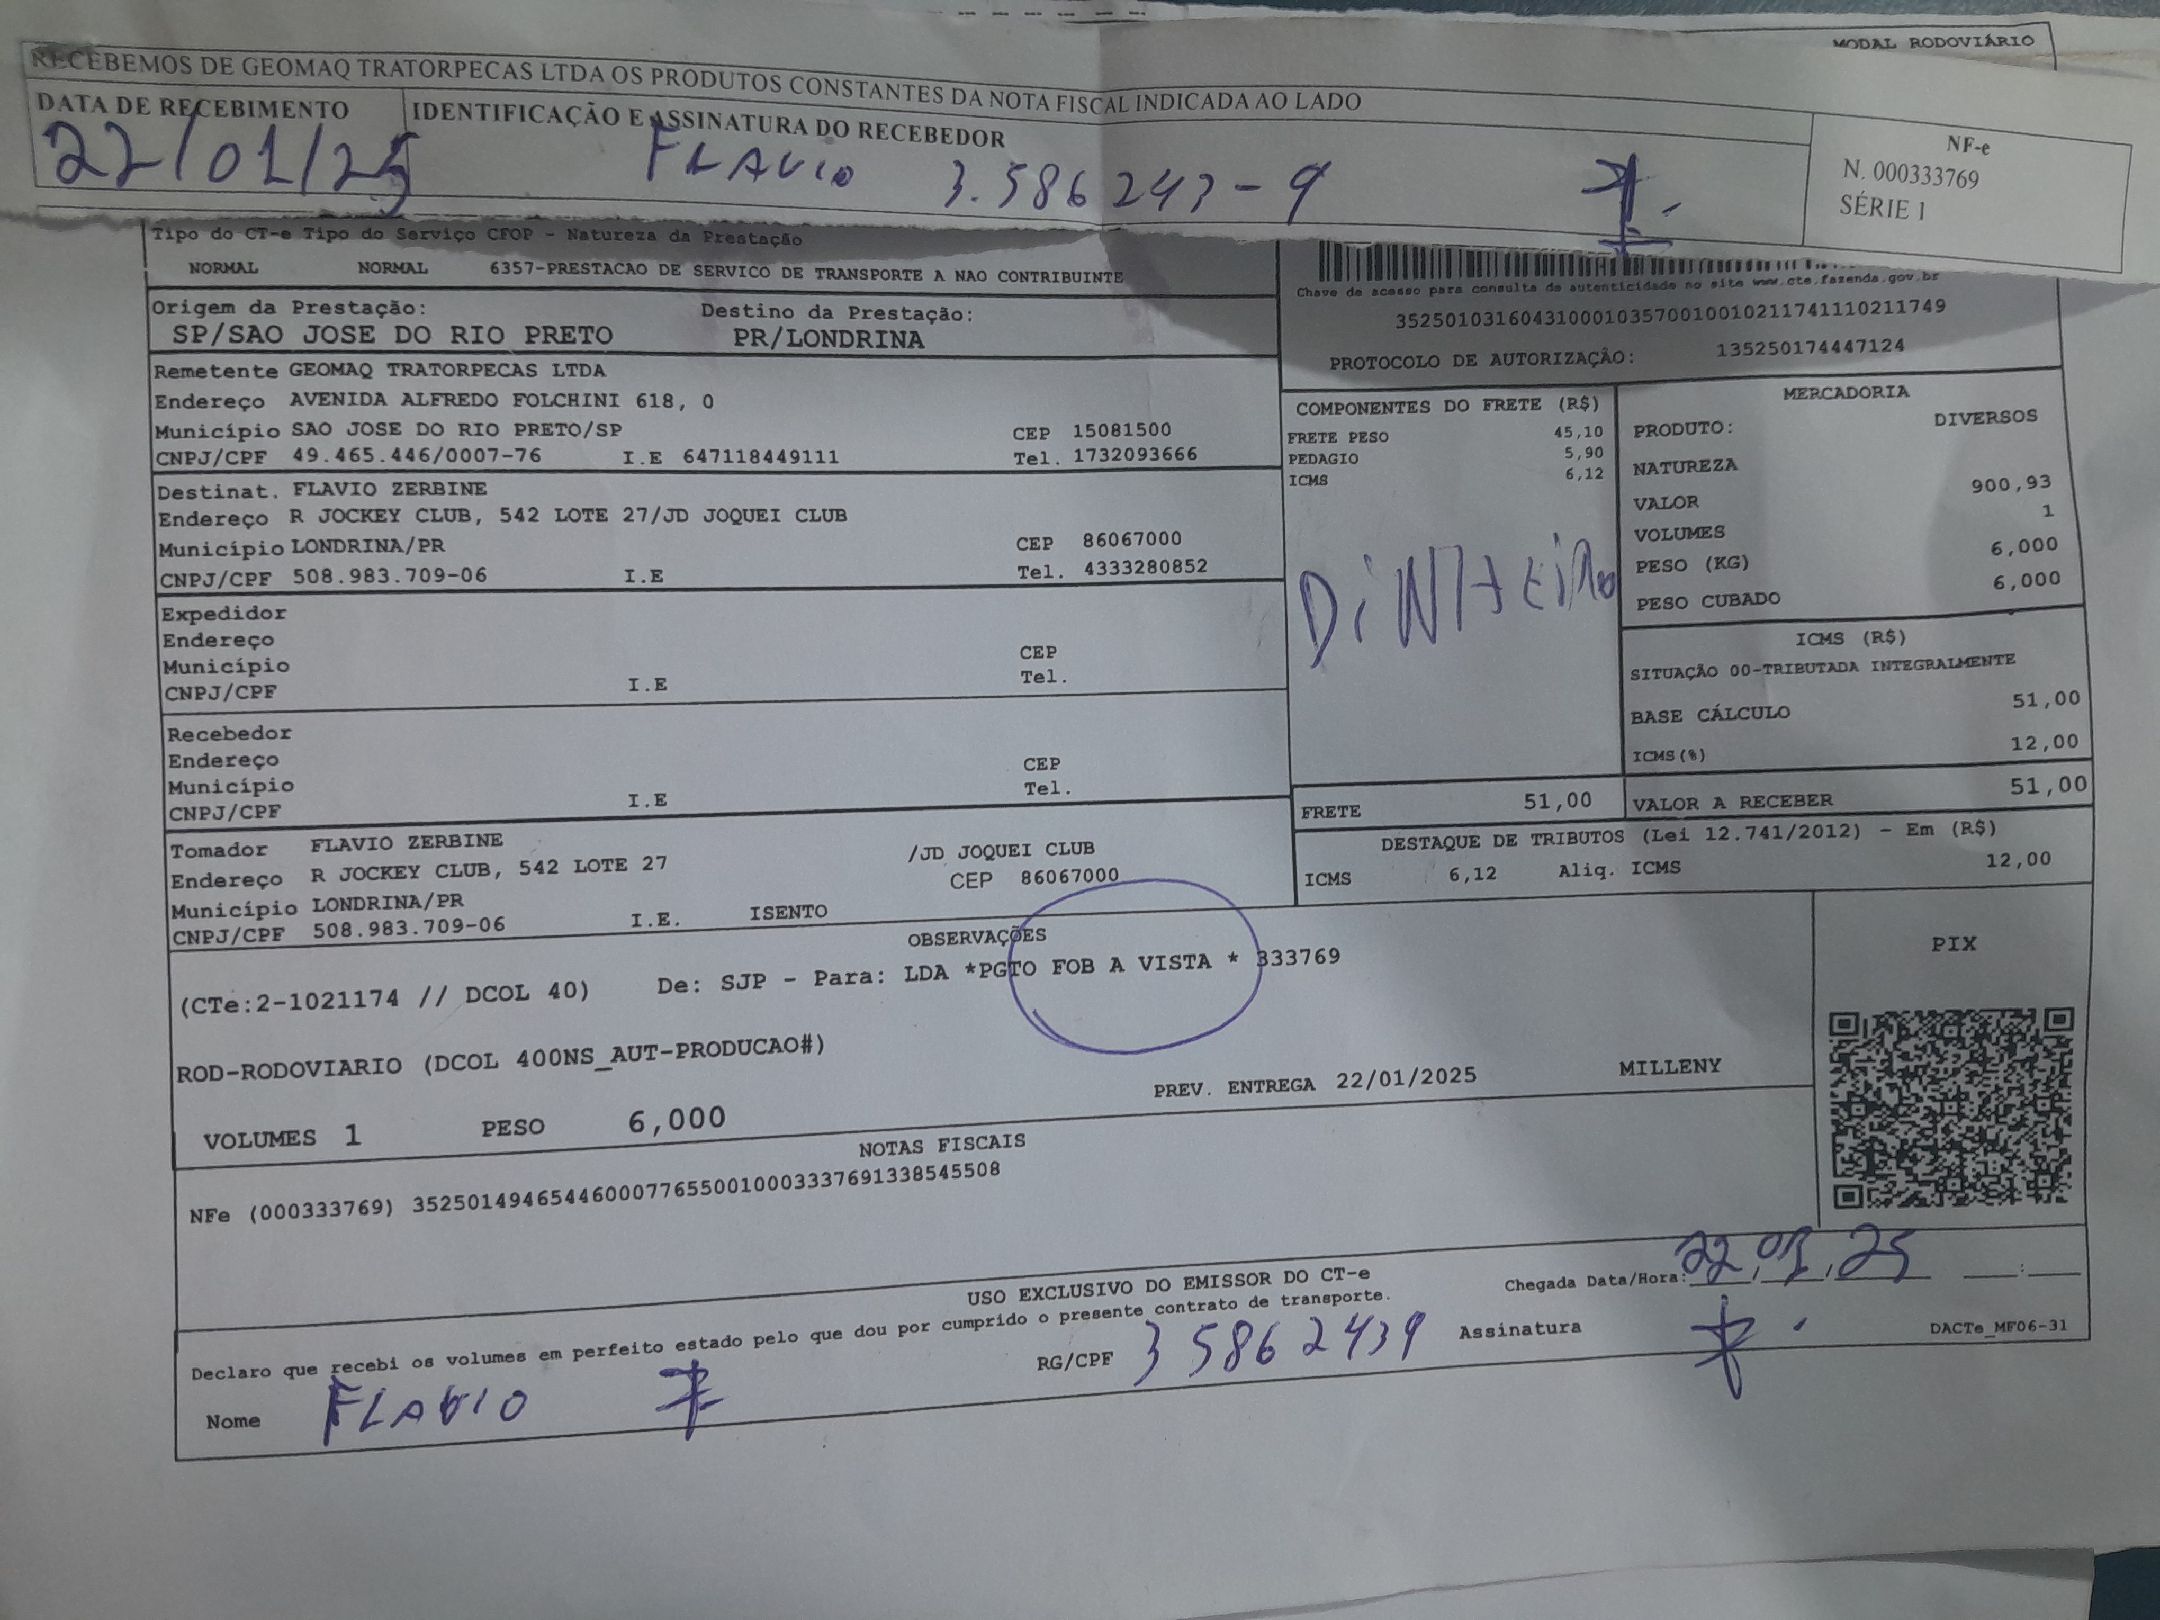 MODAL RODOVIÁRIO
RECEBEMOS DE GEOMAQ TRATORPECAS LTDA OS PRODUTOS CONSTANTES DA NOTA FISCAL INDICADA AO LADO
DATA DE RECEBIMENTO IDENTIFICAÇÃO E ASSINATURA DO RECEBEDOR
22/01/25 FLAVIO 3.586243-9
NF-e
N. 000333769
SÉRIE 1
Tipo do CT-e Tipo do Serviço CFOP - Natureza da Prestação
NORMAL NORMAL 6357-PRESTACAO DE SERVICO DE TRANSPORTE A NAO CONTRIBUINTE
Chave de acesso para consulta de autenticidade no site www.cte.fazenda.gov.br
35250103160431000103570010010211741110211749
PROTOCOLO DE AUTORIZAÇÃO: 135250174447124
Origem da Prestação: Destino da Prestação:
SP/SAO JOSE DO RIO PRETO PR/LONDRINA
Remetente GEOMAQ TRATORPECAS LTDA
Endereço AVENIDA ALFREDO FOLCHINI 618, 0
Município SAO JOSE DO RIO PRETO/SP CEP 15081500
CNPJ/CPF 49.465.446/0007-76 I.E 647118449111 Tel. 1732093666
Destinat. FLAVIO ZERBINE
Endereço R JOCKEY CLUB, 542 LOTE 27/JD JOQUEI CLUB
Município LONDRINA/PR CEP 86067000
CNPJ/CPF 508.983.709-06 I.E Tel. 4333280852
Expedidor
Endereço
Município CEP
CNPJ/CPF I.E Tel.
Recebedor
Endereço
Município CEP
CNPJ/CPF I.E Tel.
Tomador FLAVIO ZERBINE
Endereço R JOCKEY CLUB, 542 LOTE 27 /JD JOQUEI CLUB
Município LONDRINA/PR CEP 86067000
CNPJ/CPF 508.983.709-06 I.E. ISENTO
COMPONENTES DO FRETE (R$)
FRETE PESO 45,10
PEDAGIO 5,90
ICMS 6,12
DiNHEiRo
FRETE 51,00
MERCADORIA
PRODUTO: DIVERSOS
NATUREZA
VALOR 900,93
VOLUMES 1
PESO (KG) 6,000
PESO CUBADO 6,000
ICMS (R$)
SITUAÇÃO 00-TRIBUTADA INTEGRALMENTE
BASE CÁLCULO 51,00
ICMS(%) 12,00
VALOR A RECEBER 51,00
DESTAQUE DE TRIBUTOS (Lei 12.741/2012) - Em (R$)
ICMS 6,12 Aliq. ICMS 12,00
OBSERVAÇÕES
(CTe:2-1021174 // DCOL 40) De: SJP - Para: LDA *PGTO FOB A VISTA * 333769
ROD-RODOVIARIO (DCOL 400NS_AUT-PRODUCAO#)
PREV. ENTREGA 22/01/2025 MILLENY
VOLUMES 1 PESO 6,000
PIX
NOTAS FISCAIS
NFe (000333769) 35250149465446000776550010003337691338545508
USO EXCLUSIVO DO EMISSOR DO CT-e
Chegada Data/Hora: 22,01,25 :
Declaro que recebi os volumes em perfeito estado pelo que dou por cumprido o presente contrato de transporte.
Nome FLAVIO RG/CPF 35862439 Assinatura
DACTe_MF06-31